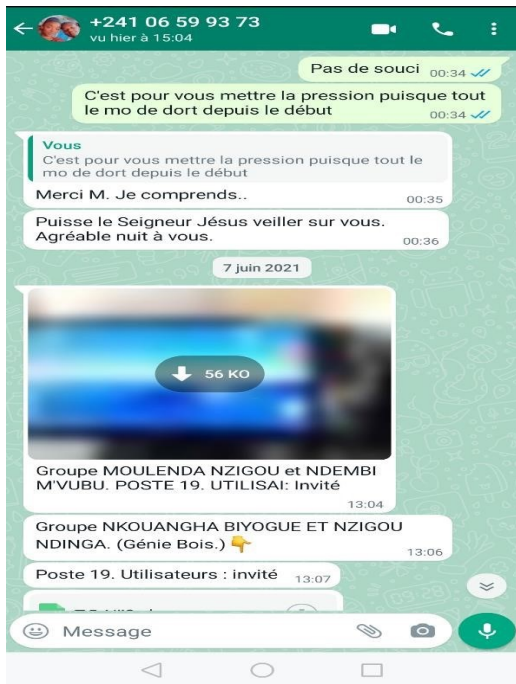 +241 06 59 93 73
vu hier à 15:04
Pas de souci 00:34
C'est pour vous mettre la pression puisque tout
le mo de dort depuis le début 00:34
Vous
C'est pour vous mettre la pression puisque tout le
mo de dort depuis le début
Merci M. Je comprends.. 00:35
Puisse le Seigneur Jésus veiller sur vous.
Agréable nuit à vous. 00:36
7 juin 2021
56 KO
Groupe MOULENDA NZIGOU et NDEMBI
M'VUBU. POSTE 19. UTILISAI: Invité
13:04
Groupe NKOUANGHA BIYOGUE ET NZIGOU
NDINGA. (Génie Bois.) 👇 13:06
Poste 19. Utilisateurs : invité 13:07
Message